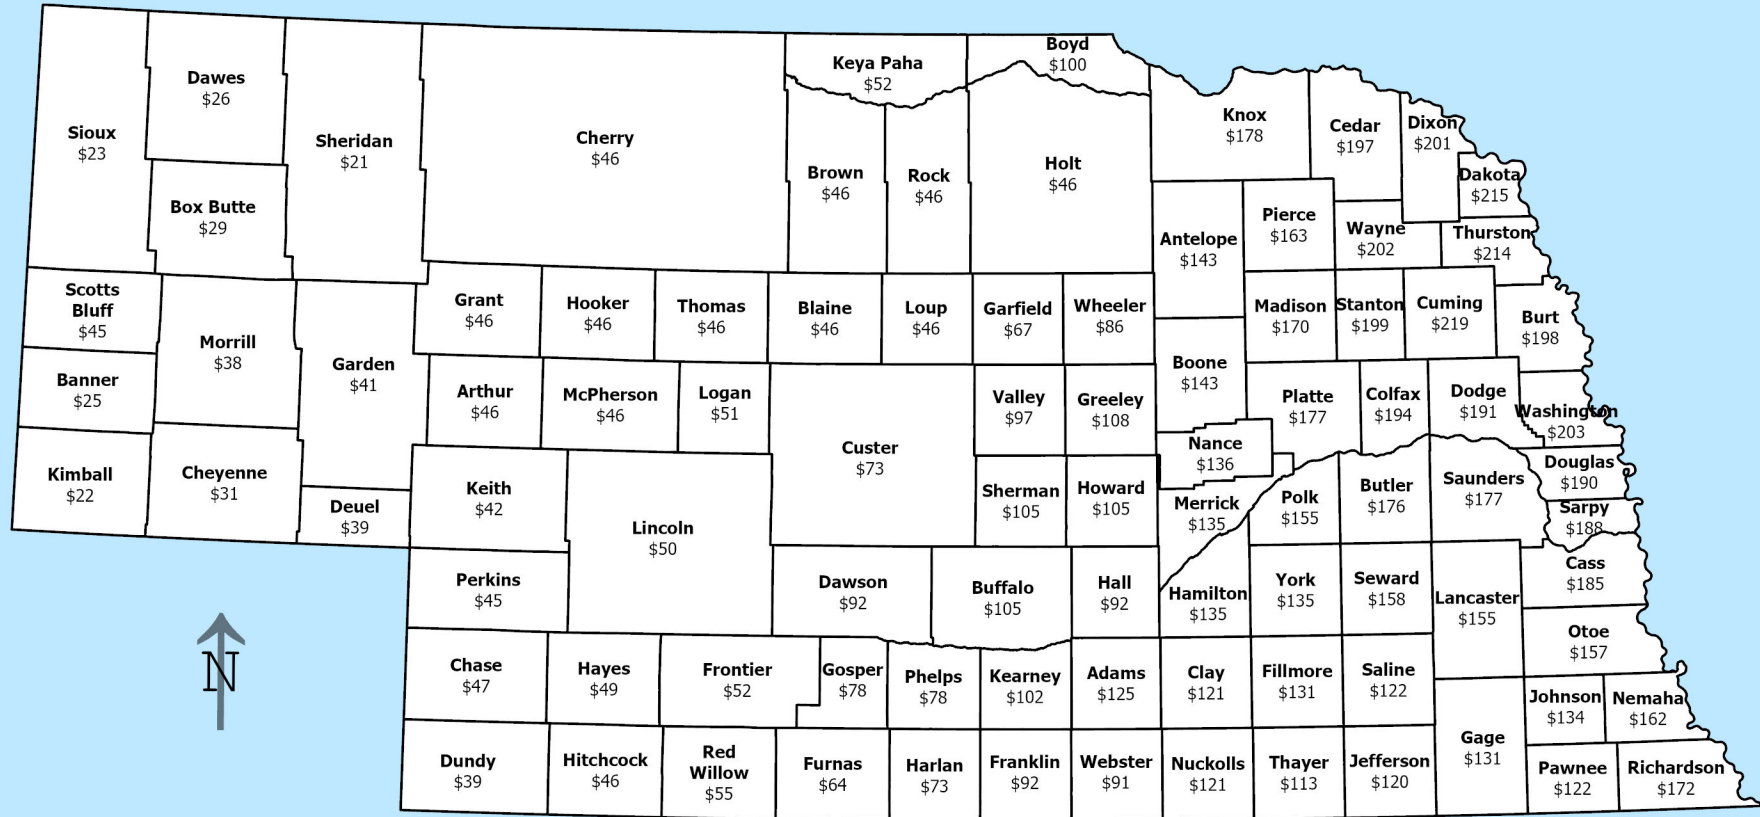 Sioux
$23
Dawes
$26
Box Butte
$29
Sheridan
$21
Cherry
$46
Keya Paha
$52
Boyd
$100
Brown
$46
Rock
$46
Holt
$46
Knox
$178
Cedar
$197
Dixon
$201
Dakota
$215
Antelope
$143
Pierce
$163
Wayne
$202
Thurston
$214
Scotts
Bluff
$45
Morrill
$38
Garden
$41
Grant
$46
Hooker
$46
Thomas
$46
Blaine
$46
Loup
$46
Garfield
$67
Wheeler
$86
Madison
$170
Stanton
$199
Cuming
$219
Burt
$198
Banner
$25
Arthur
$46
McPherson
$46
Logan
$51
Custer
$73
Valley
$97
Greeley
$108
Boone
$143
Platte
$177
Colfax
$194
Dodge
$191
Washington
$203
Kimball
$22
Cheyenne
$31
Deuel
$39
Keith
$42
Lincoln
$50
Sherman
$105
Howard
$105
Nance
$136
Merrick
$135
Polk
$155
Butler
$176
Saunders
$177
Douglas
$190
Sarpy
$188
Perkins
$45
Dawson
$92
Buffalo
$105
Hall
$92
Hamilton
$135
York
$135
Seward
$158
Lancaster
$155
Cass
$185
Otoe
$157
N
Chase
$47
Hayes
$49
Frontier
$52
Gosper
$78
Phelps
$78
Kearney
$102
Adams
$125
Clay
$121
Fillmore
$131
Saline
$122
Gage
$131
Johnson
$134
Nemaha
$162
Dundy
$39
Hitchcock
$46
Red
Willow
$55
Furnas
$64
Harlan
$73
Franklin
$92
Webster
$91
Nuckolls
$121
Thayer
$113
Jefferson
$120
Pawnee
$122
Richardson
$172